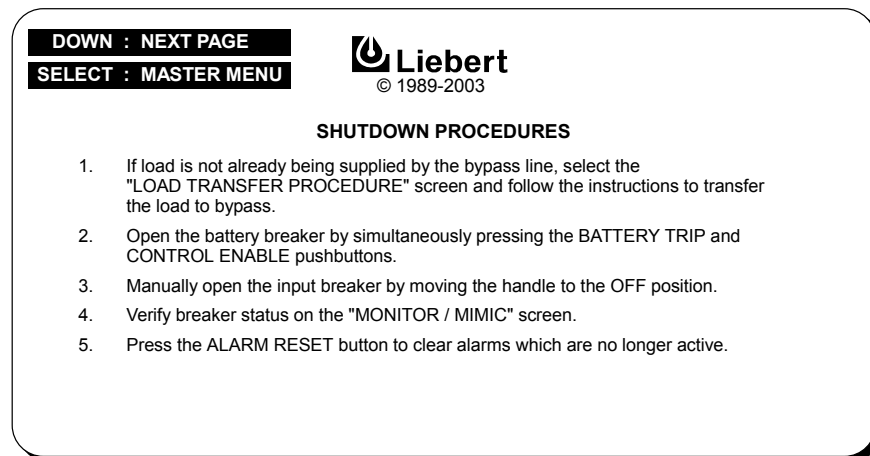 DOWN : NEXT PAGE
SELECT : MASTER MENU
Liebert
© 1989-2003
SHUTDOWN PROCEDURES
1. If load is not already being supplied by the bypass line, select the
"LOAD TRANSFER PROCEDURE" screen and follow the instructions to transfer
the load to bypass.
2. Open the battery breaker by simultaneously pressing the BATTERY TRIP and
CONTROL ENABLE pushbuttons.
3. Manually open the input breaker by moving the handle to the OFF position.
4. Verify breaker status on the "MONITOR / MIMIC" screen.
5. Press the ALARM RESET button to clear alarms which are no longer active.